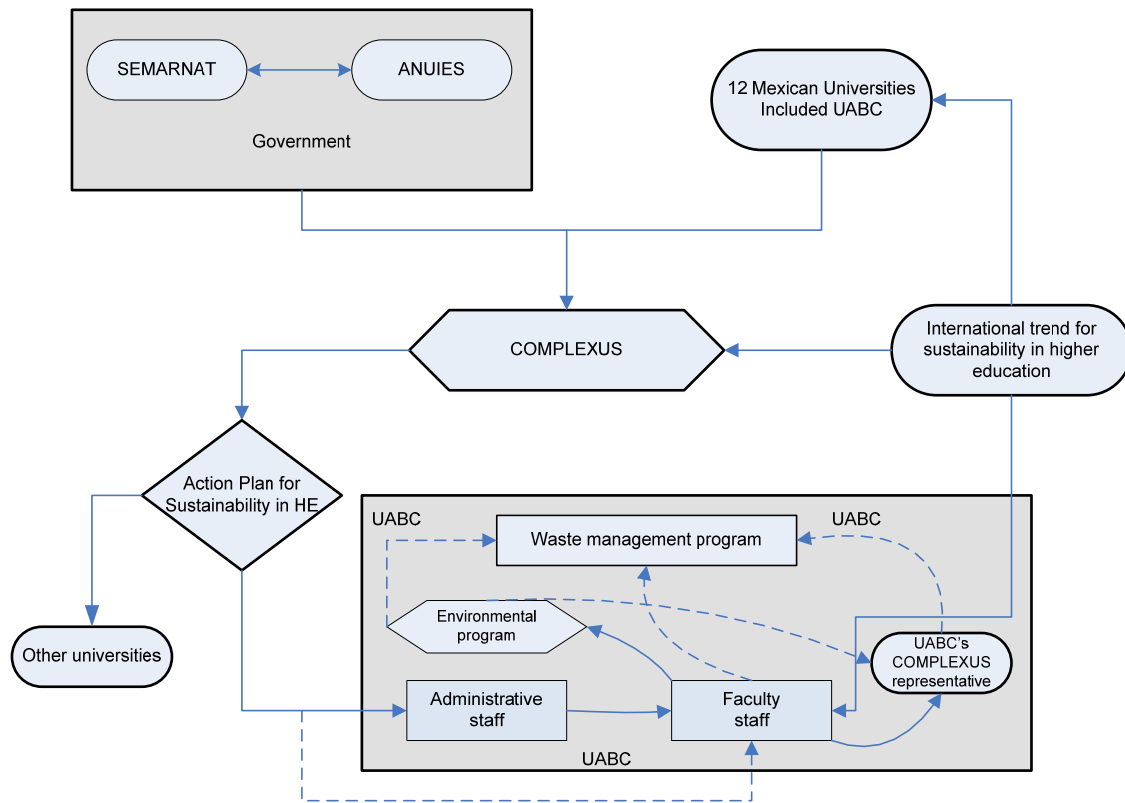 SEMARNAT
ANUIES
Government
12 Mexican Universities
Included UABC
COMPLEXUS
International trend for
sustainability in higher
education
Action Plan for
Sustainability in HE
Other universities
UABC
UABC
Waste management program
Environmental
program
UABC's
COMPLEXUS
representative
Administrative
staff
Faculty
staff
UABC